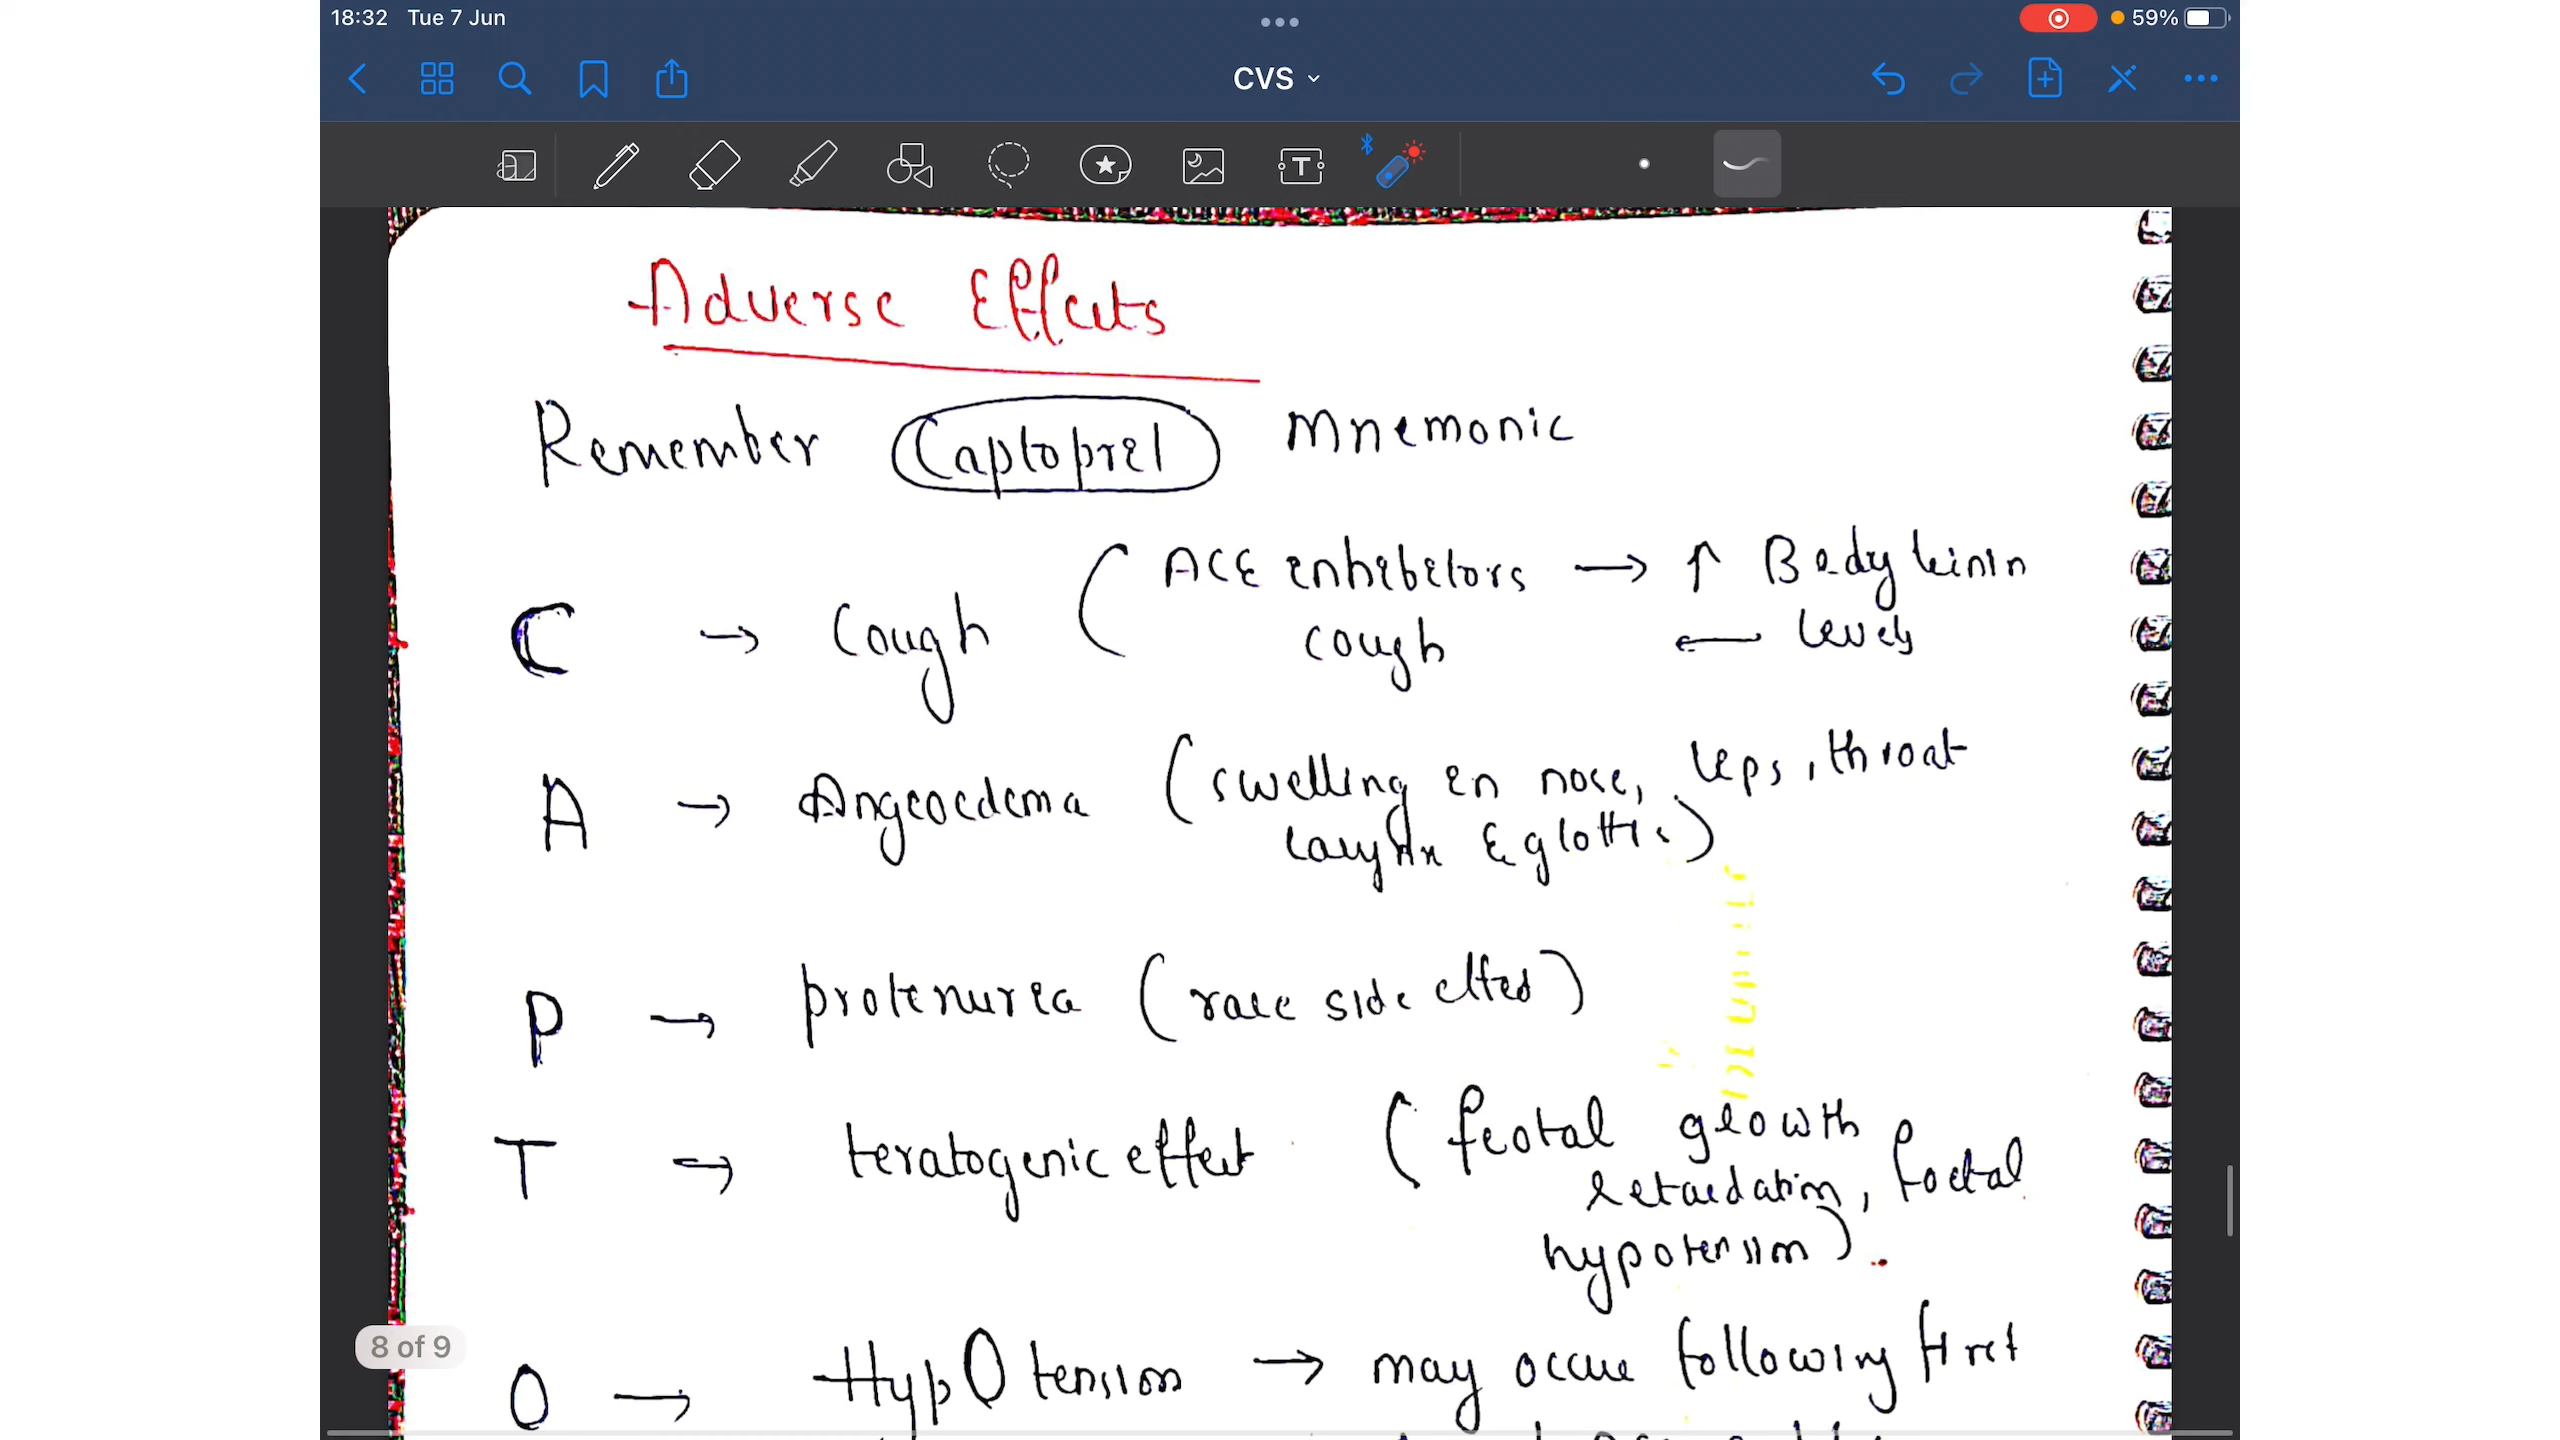 18:32 Tue 7 Jun
59%
CVS
Adverse Effects
Remember Captopril Mnemonic
C → Cough ( ACE inhibitors → ↑ Bradykinin
cough ← levels
A → Angioedema ( swelling in nose, lips, throat
larynx & glottis )
P → protenuria ( rare side effect )
T → teratogenic effect ( feotal growth
retardation, foetal
hypotension ) .
8 of 9
O → HypOtension → may occur following first